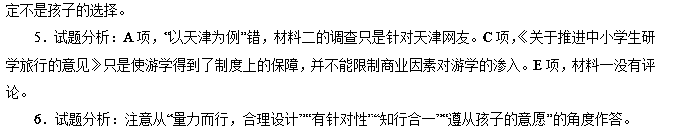 定不是孩子的选择。
5．试题分析：A 项，“以天津为例”错，材料二的调查只是针对天津网友。C 项，《关于推进中小学生研
学旅行的意见》只是使游学得到了制度上的保障，并不能限制商业因素对游学的渗入。E 项，材料一没有评
论。
6．试题分析：注意从“量力而行，合理设计”“有针对性”“知行合一”“遵从孩子的意愿”的角度作答。